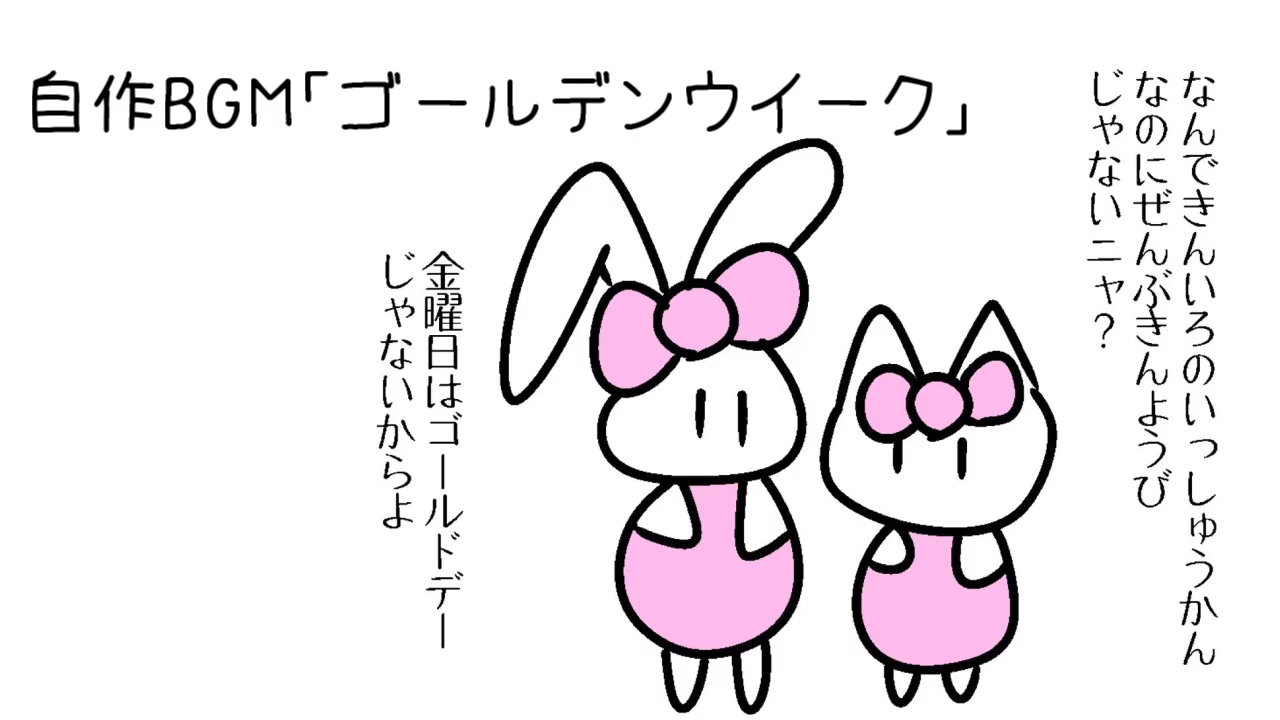 自作BGM「ゴールデンウイーク」
なんできんいろのいっしゅうかん
なのにぜんぶきんようび
じゃないニャ?
金曜日はゴールドデー
じゃないからよ